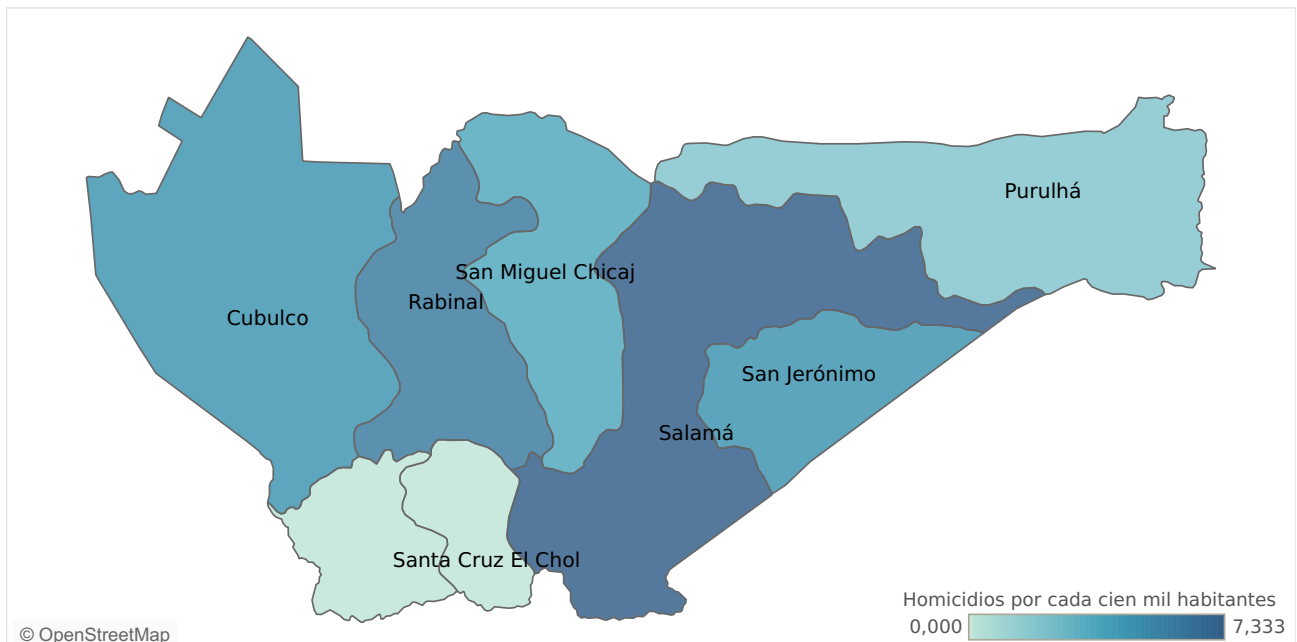 Purulhá
San Miguel Chicaj
Rabinal
Cubulco
San Jerónimo
Salamá
Santa Cruz El Chol
Homicidios por cada cien mil habitantes
0,000 7,333
© OpenStreetMap